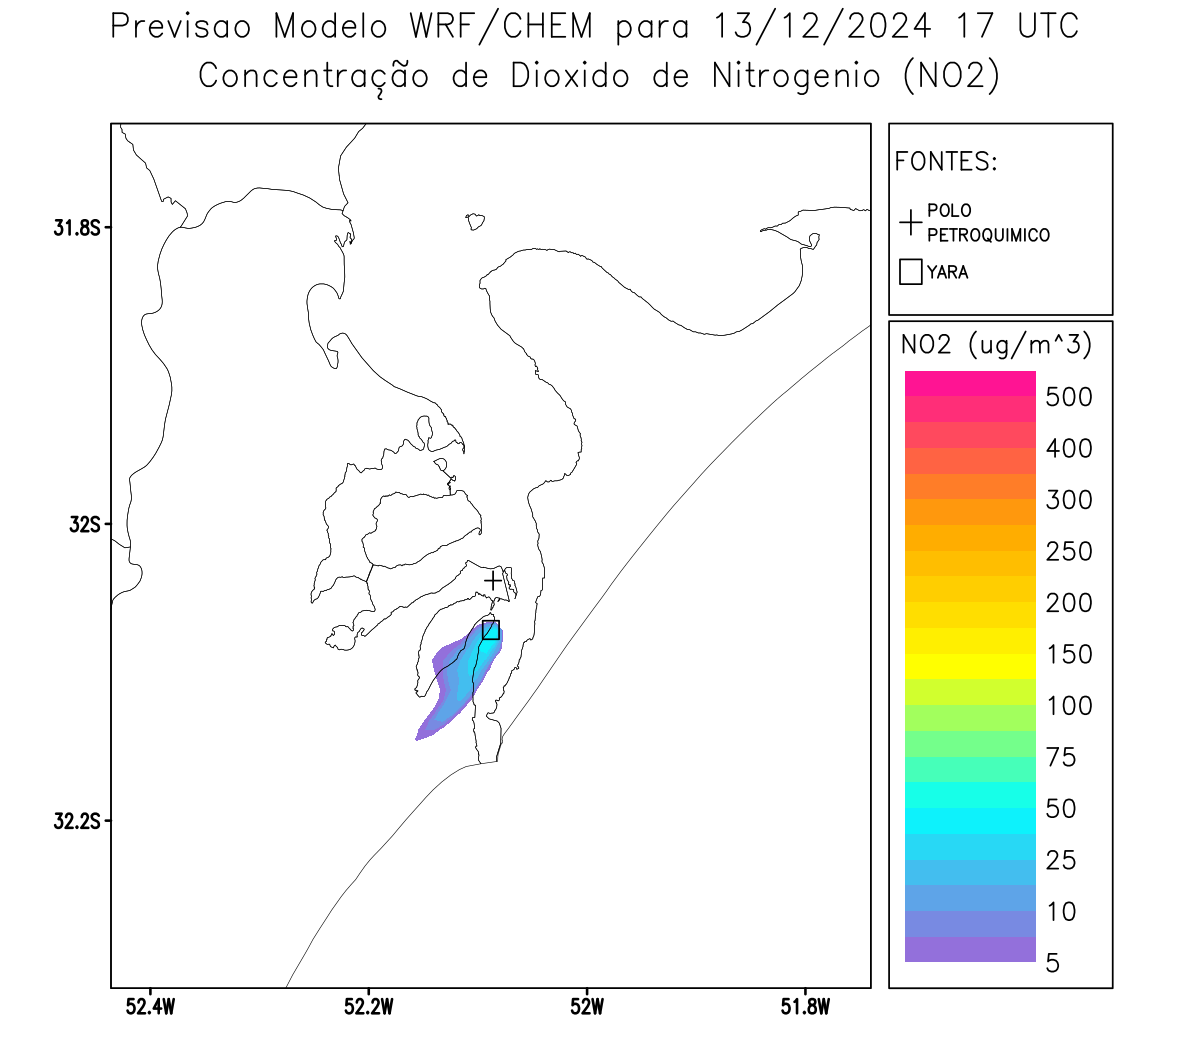 Previsao Modelo WRF/CHEM para 13/12/2024 17 UTC
Concentração de Dioxido de Nitrogenio (NO2)
FONTES:
POLO
PETROQUIMICO
YARA
NO2 (ug/m^3)
500
400
300
250
200
150
100
75
50
25
10
5
31.8S
32S
32.2S
52.4W
52.2W
52W
51.8W